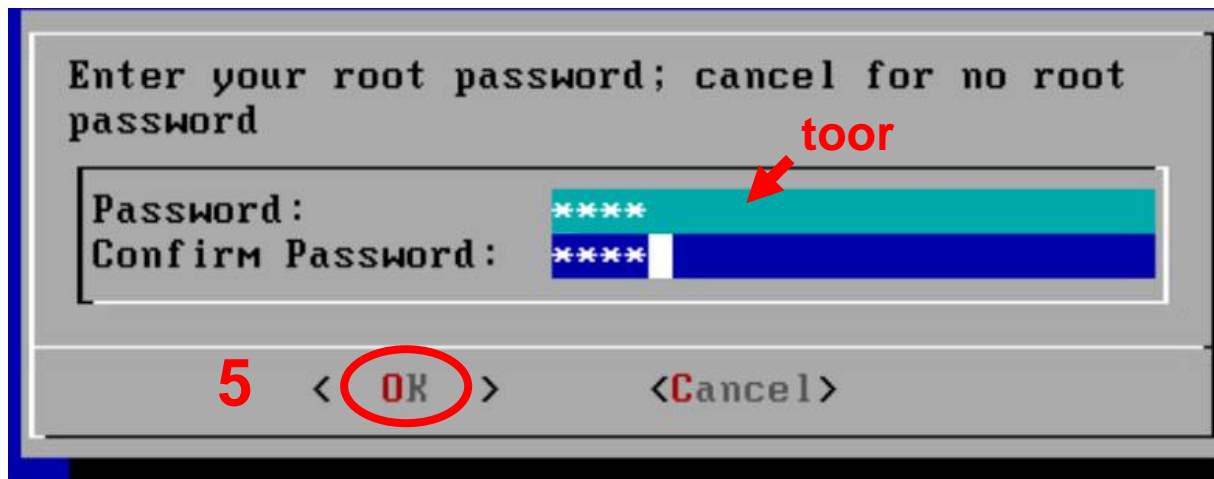 Enter your root password; cancel for no root
password
toor
Password: ****
Confirm Password: ****
5 < OK > <Cancel>